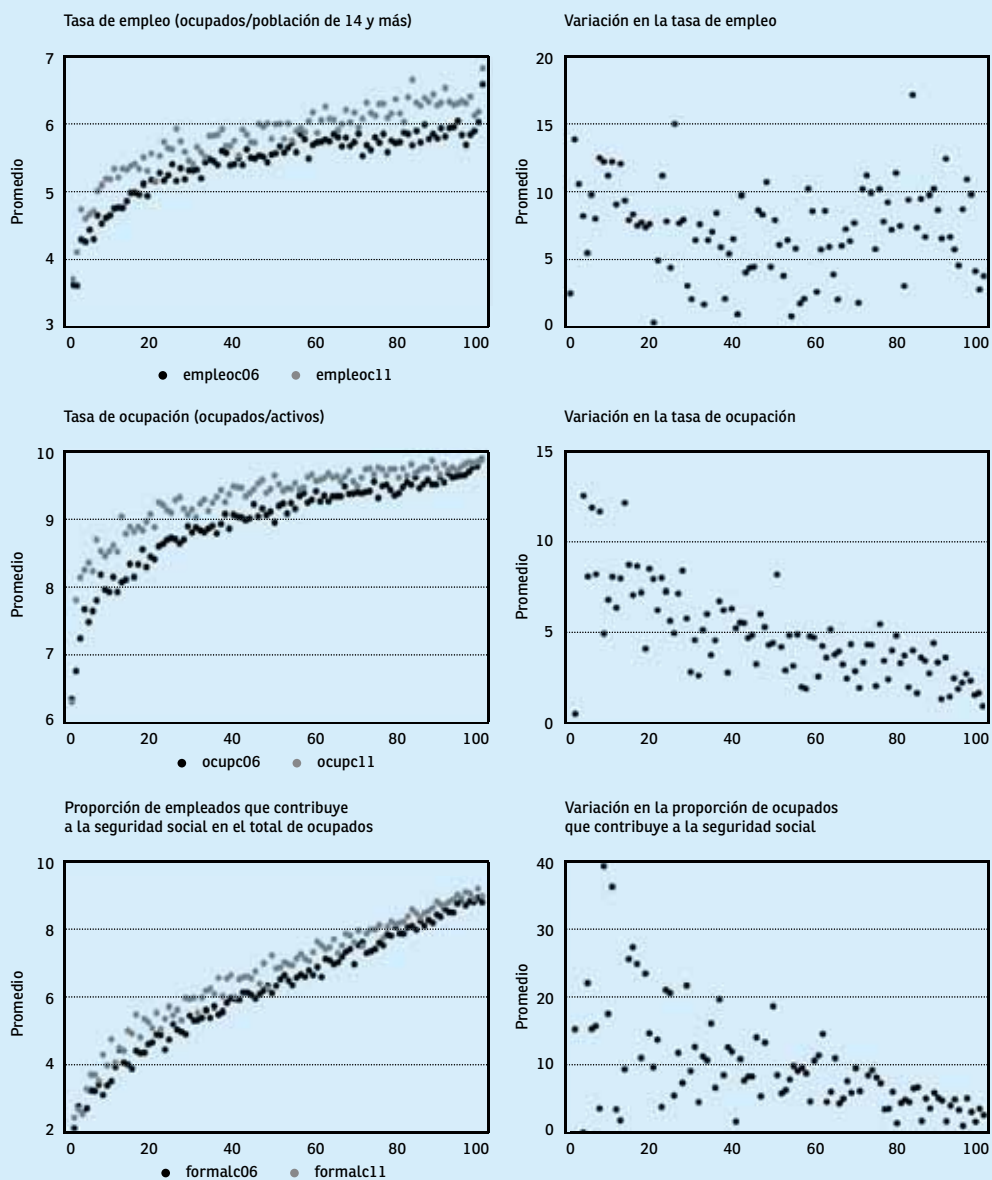 Tasa de empleo (ocupados/población de 14 y más)
7
6
5
4
3
Promedio
0 20 40 60 80 100
empleoc06 empleoc11
Variación en la tasa de empleo
20
15
10
5
0
Promedio
0 20 40 60 80 100
Tasa de ocupación (ocupados/activos)
10
9
8
7
6
Promedio
0 20 40 60 80 100
ocupc06 ocupc11
Variación en la tasa de ocupación
15
10
5
0
Promedio
0 20 40 60 80 100
Proporción de empleados que contribuye
a la seguridad social en el total de ocupados
10
8
6
4
2
Promedio
0 20 40 60 80 100
formalc06 formalc11
Variación en la proporción de ocupados
que contribuye a la seguridad social
40
30
20
10
0
Promedio
0 20 40 60 80 100